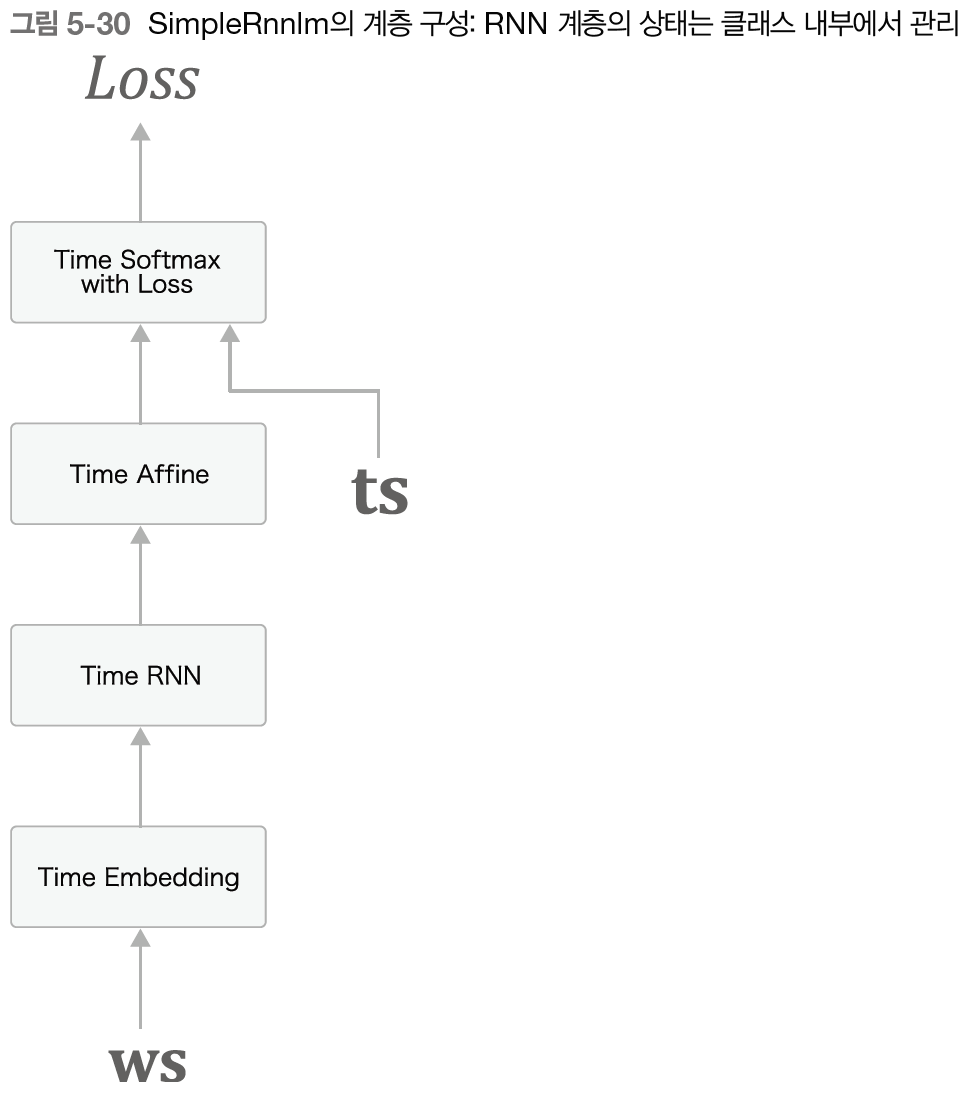 그림 5-30 SimpleRnnlm의 계층 구성: RNN 계층의 상태는 클래스 내부에서 관리
Loss
Time Softmax
with Loss
Time Affine
ts
Time RNN
Time Embedding
ws